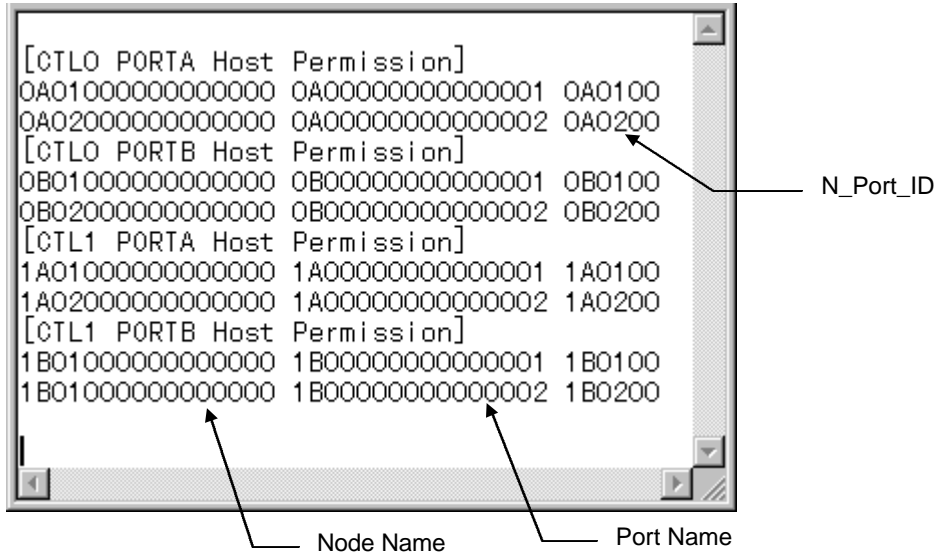 [CTL0 PORTA Host Permission]
0A01000000000000 0A00000000000001 0A0100
0A02000000000000 0A00000000000002 0A0200
[CTL0 PORTB Host Permission]
0B01000000000000 0B00000000000001 0B0100
0B02000000000000 0B00000000000002 0B0200
[CTL1 PORTA Host Permission]
1A01000000000000 1A00000000000001 1A0100
1A02000000000000 1A00000000000002 1A0200
[CTL1 PORTB Host Permission]
1B01000000000000 1B00000000000001 1B0100
1B01000000000000 1B00000000000002 1B0200
N_Port_ID
Node Name
Port Name